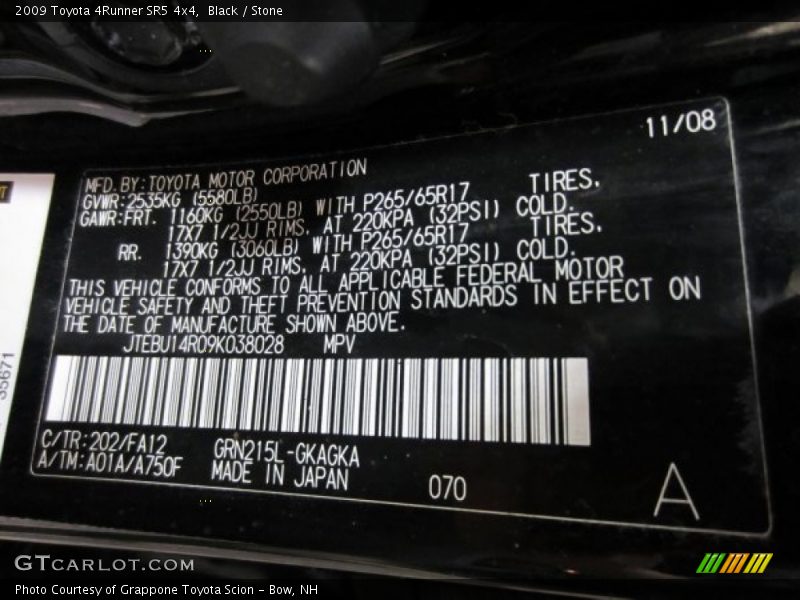 2009 Toyota 4Runner SR5 4x4,  Black / Stone
11/08
MFD. BY: TOYOTA MOTOR CORPORATION
GVWR: 2535KG (5580LB)
GAWR: FRT. 1160KG (2550LB) WITH P265/65R17 TIRES,
17X7 1/2JJ RIMS, AT 220KPA (32PSI) COLD.
RR. 1390KG (3060LB) WITH P265/65R17 TIRES,
17X7 1/2JJ RIMS, AT 220KPA (32PSI) COLD.
THIS VEHICLE CONFORMS TO ALL APPLICABLE FEDERAL MOTOR
VEHICLE SAFETY AND THEFT PREVENTION STANDARDS IN EFFECT ON
THE DATE OF MANUFACTURE SHOWN ABOVE.
JTEBU14R09K038028 MPV
C/TR: 202/FA12 GRN215L-GKAGKA
A/TM: A01A/A750F MADE IN JAPAN
070
A
35671
GTCARLOT.COM
Photo Courtesy of Grappone Toyota Scion - Bow, NH